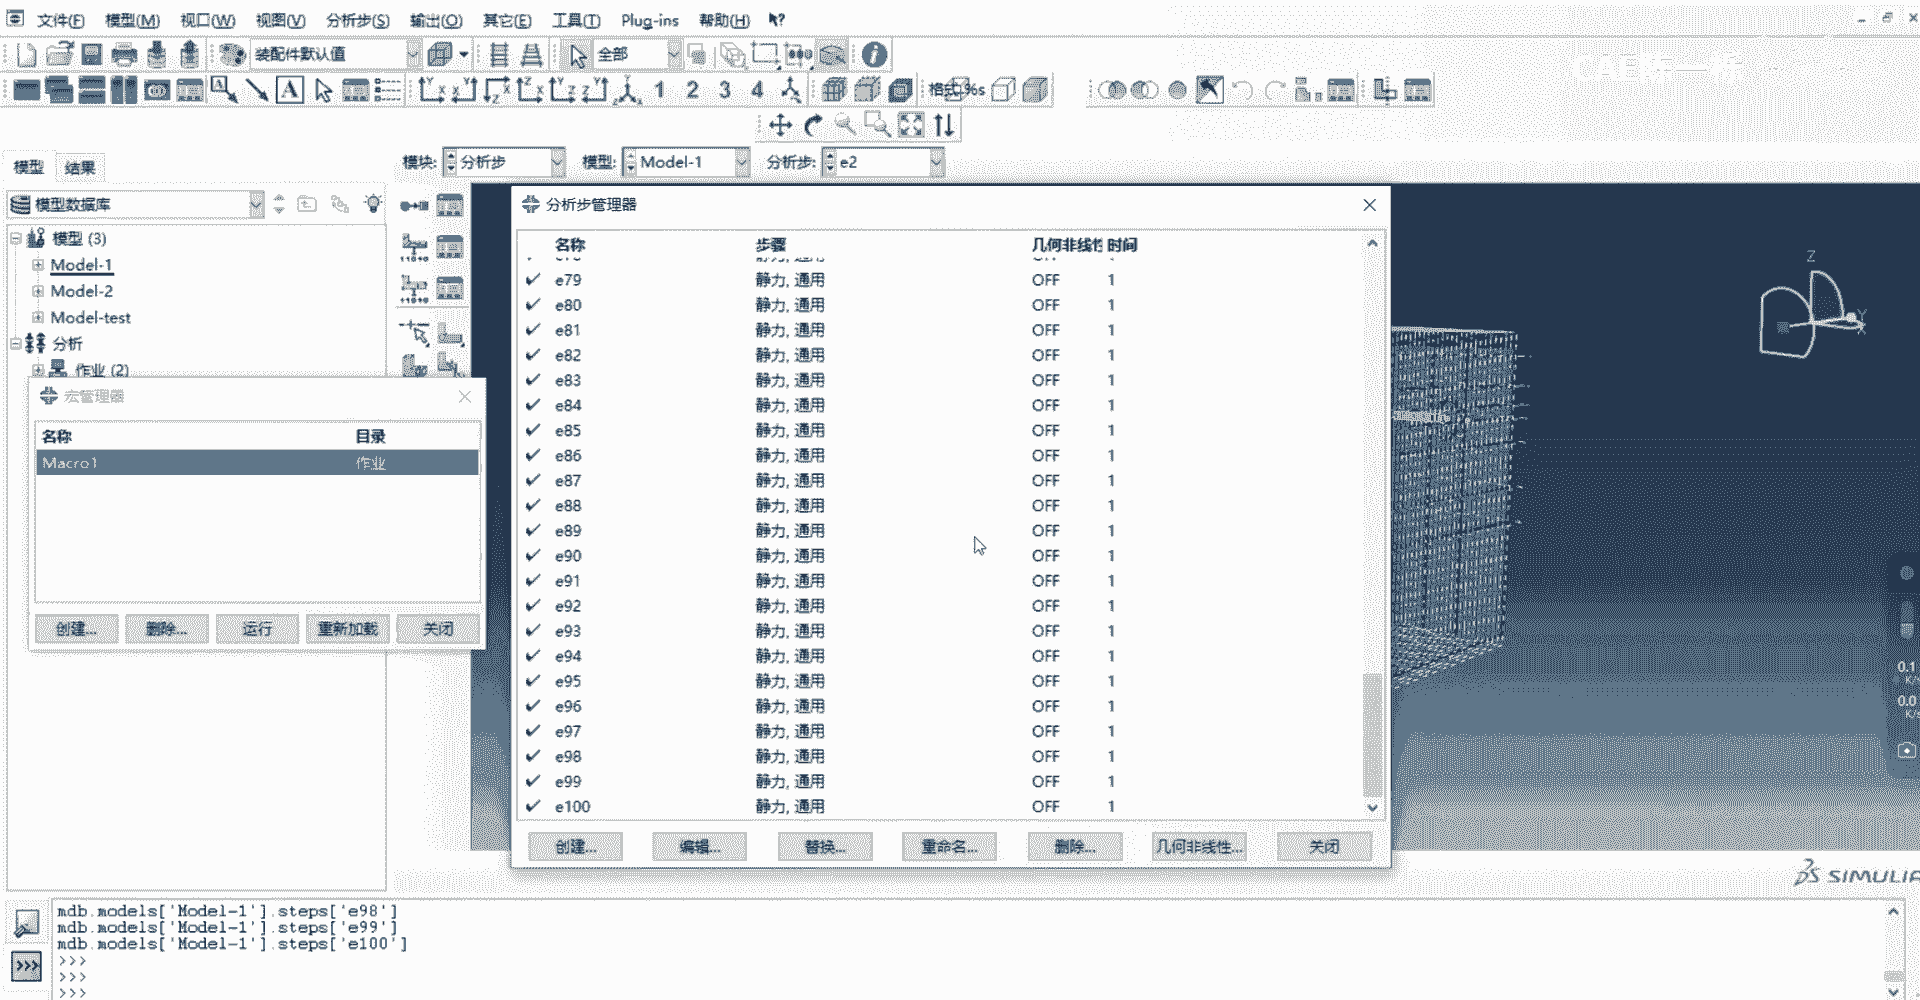 文件(F) 模型(M) 视口(W) 视图(V) 分析步(S) 输出(O) 其它(E) 工具(T) Plug-ins 帮助(H)
装配件默认值 全部
A 1 2 3 4 格式%s
模型 结果 模块: 分析步 模型: Model-1 分析步: e2
模型数据库
模型 (3)
Model-1
Model-2
Model-test
分析
作业 (2)
宏管理器
名称 目录
Macro1 作业
创建... 删除... 运行 重新加载 关闭
分析步管理器
名称 步骤 几何非线性 时间
e79 静力, 通用 OFF 1
e80 静力, 通用 OFF 1
e81 静力, 通用 OFF 1
e82 静力, 通用 OFF 1
e83 静力, 通用 OFF 1
e84 静力, 通用 OFF 1
e85 静力, 通用 OFF 1
e86 静力, 通用 OFF 1
e87 静力, 通用 OFF 1
e88 静力, 通用 OFF 1
e89 静力, 通用 OFF 1
e90 静力, 通用 OFF 1
e91 静力, 通用 OFF 1
e92 静力, 通用 OFF 1
e93 静力, 通用 OFF 1
e94 静力, 通用 OFF 1
e95 静力, 通用 OFF 1
e96 静力, 通用 OFF 1
e97 静力, 通用 OFF 1
e98 静力, 通用 OFF 1
e99 静力, 通用 OFF 1
e100 静力, 通用 OFF 1
创建... 编辑... 替换... 重命名... 删除... 几何非线性... 关闭
Z
Y
X
0.1
K/s
0.0
K/s
SIMULIA
mdb.models['Model-1'].steps['e98']
mdb.models['Model-1'].steps['e99']
mdb.models['Model-1'].steps['e100']
>>>
>>>
>>>